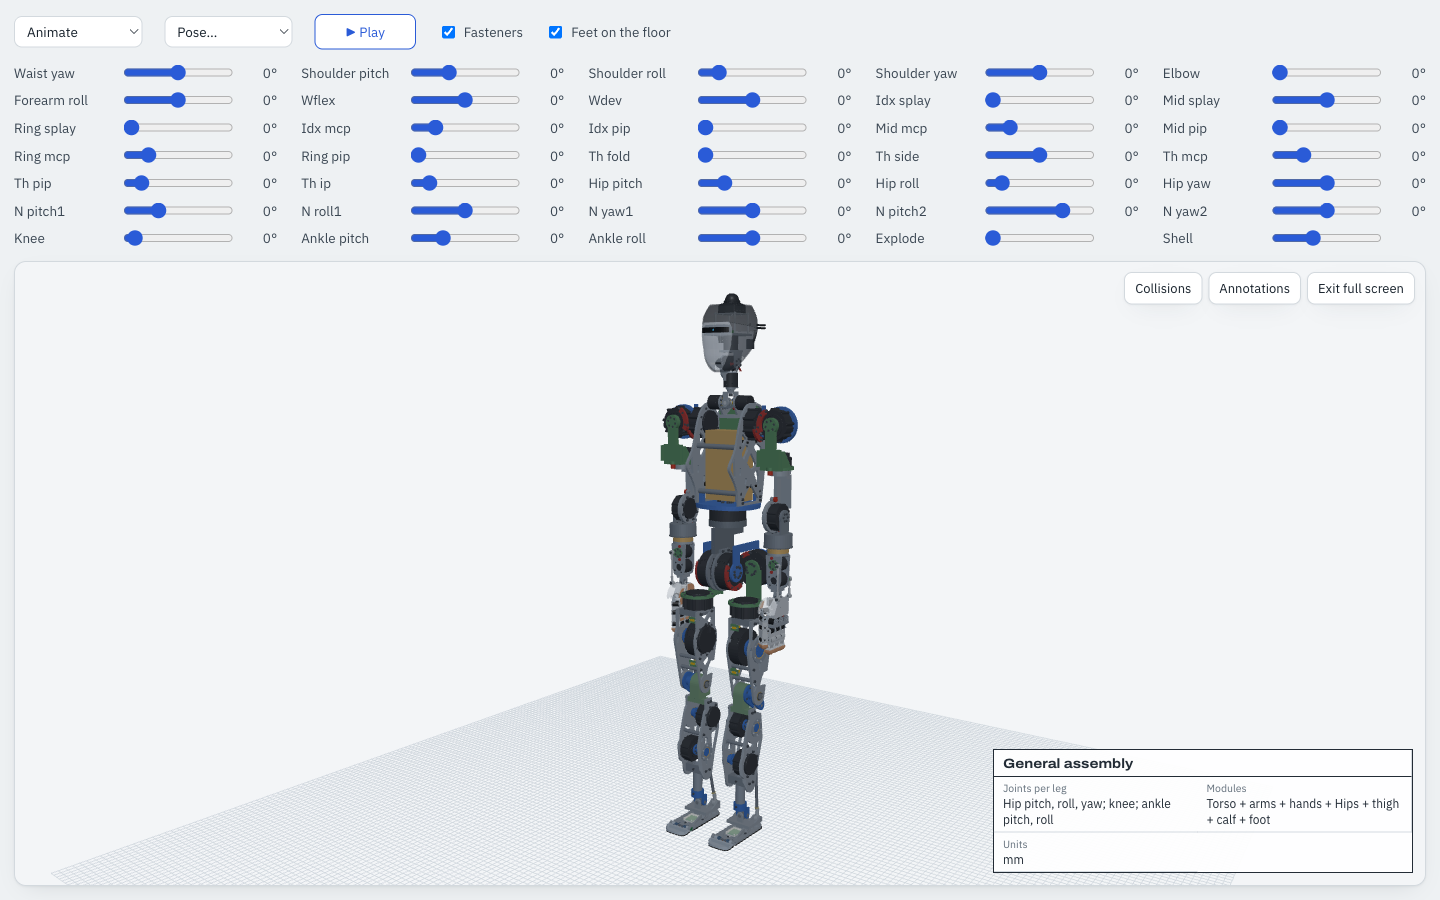 Animate Pose... ▶ Play Fasteners Feet on the floor
Waist yaw 0° Shoulder pitch 0° Shoulder roll 0° Shoulder yaw 0° Elbow 0°
Forearm roll 0° Wflex 0° Wdev 0° Idx splay 0° Mid splay 0°
Ring splay 0° Idx mcp 0° Idx pip 0° Mid mcp 0° Mid pip 0°
Ring mcp 0° Ring pip 0° Th fold 0° Th side 0° Th mcp 0°
Th pip 0° Th ip 0° Hip pitch 0° Hip roll 0° Hip yaw 0°
N pitch1 0° N roll1 0° N yaw1 0° N pitch2 0° N yaw2 0°
Knee 0° Ankle pitch 0° Ankle roll 0° Explode Shell
Collisions Annotations Exit full screen
General assembly
Joints per leg
Hip pitch, roll, yaw; knee; ankle
pitch, roll
Modules
Torso + arms + hands + Hips + thigh
+ calf + foot
Units
mm